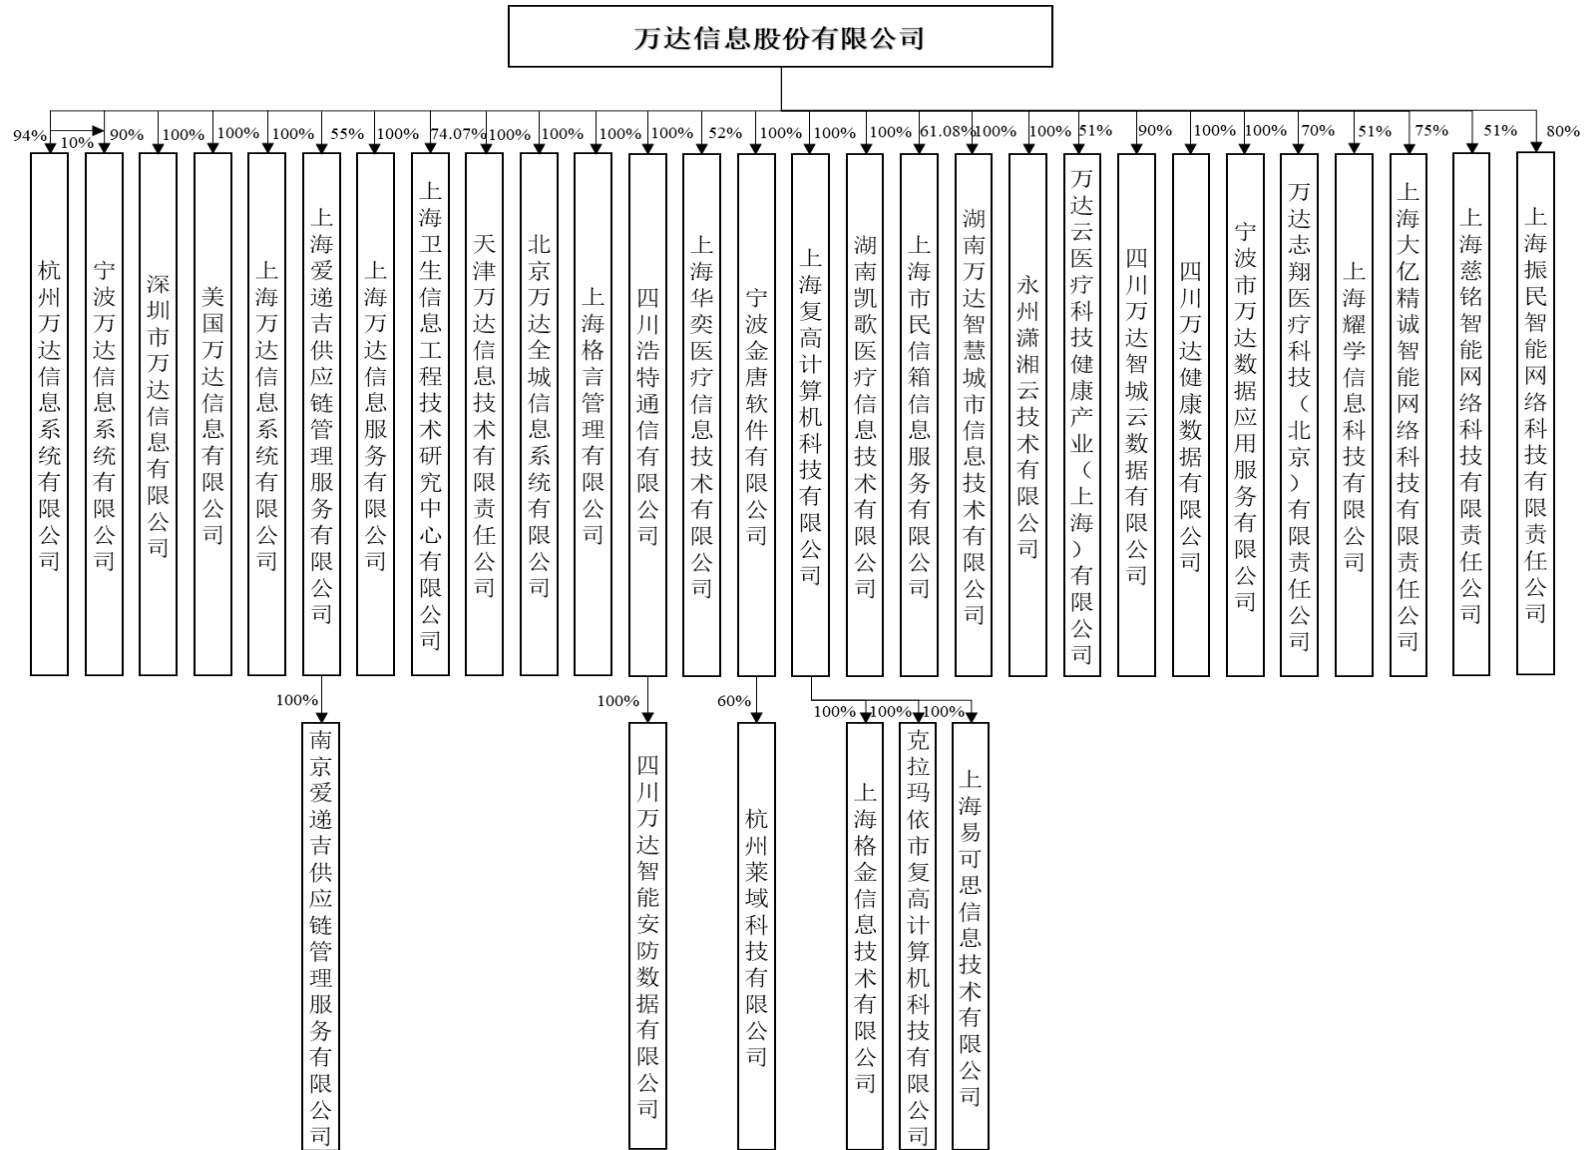 万达信息股份有限公司
94%
10%
90%
100%
100%
100%
55%
100%
74.07%
100%
100%
100%
100%
52%
100%
100%
100%
61.08%
100%
100%
51%
90%
100%
100%
70%
51%
75%
51%
80%
杭州万达信息系统有限公司
宁波万达信息系统有限公司
深圳市万达信息有限公司
美国万达信息有限公司
上海万达信息系统有限公司
上海爱递吉供应链管理服务有限公司
上海万达信息服务有限公司
上海卫生信息工程技术研究中心有限公司
天津万达信息技术有限责任公司
北京万达全城信息系统有限公司
上海格言管理有限公司
四川浩特通信有限公司
上海华奕医疗信息技术有限公司
宁波金唐软件有限公司
上海复高计算机科技有限公司
湖南凯歌医疗信息技术有限公司
上海市民信箱信息服务有限公司
湖南万达智慧城市信息技术有限公司
永州潇湘云技术有限公司
万达云医疗科技健康产业（上海）有限公司
四川万达智城云数据有限公司
四川万达健康数据有限公司
宁波市万达数据应用服务有限公司
万达志翔医疗科技（北京）有限责任公司
上海耀学信息科技有限公司
上海大亿精诚智能网络科技有限责任公司
上海慈铭智能网络科技有限责任公司
上海振民智能网络科技有限责任公司
100%
100%
60%
100%
100%
100%
南京爱递吉供应链管理服务有限公司
四川万达智能安防数据有限公司
杭州莱域科技有限公司
上海格金信息技术有限公司
克拉玛依市复高计算机科技有限公司
上海易可思信息技术有限公司